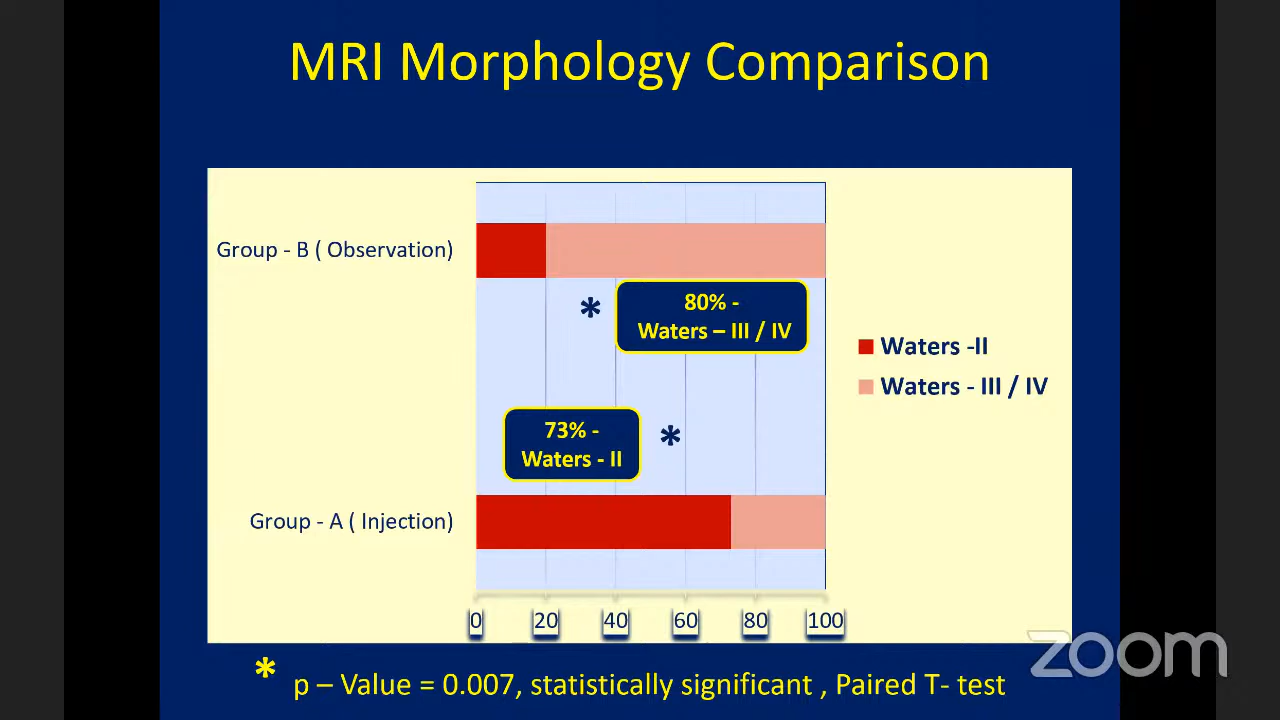 MRI Morphology Comparison
Group - B ( Observation)
*
80% -
Waters – III / IV
Waters -II
Waters - III / IV
73% -
Waters - II
*
Group - A ( Injection)
0 20 40 60 80 100
zoom
* p – Value = 0.007, statistically significant , Paired T- test